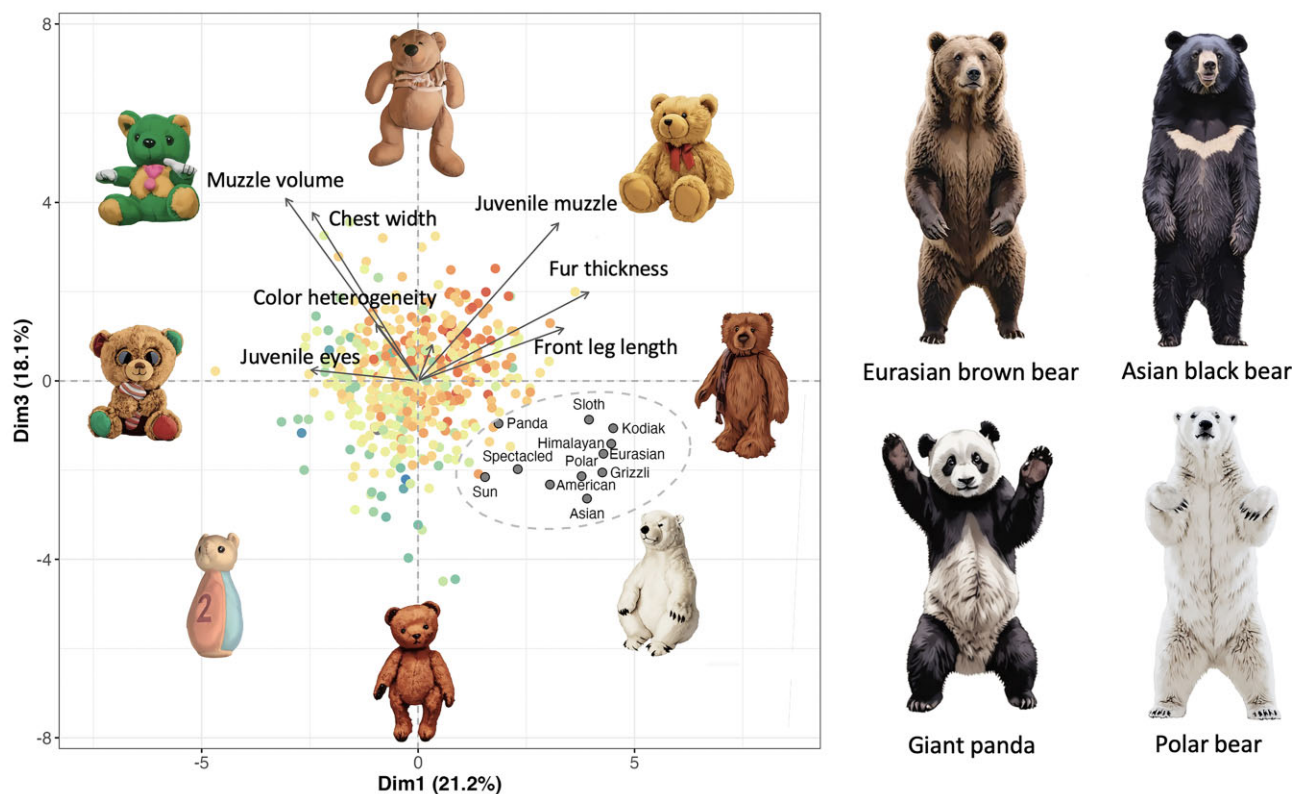 8
4
0
-4
-8
Dim3 (18.1%)
-5
0
5
Dim1 (21.2%)
Muzzle volume
Chest width
Juvenile muzzle
Fur thickness
Color heterogeneity
Front leg length
Juvenile eyes
Sloth
Panda
Kodiak
Himalayan
Eurasian
Spectacled
Polar
Grizzli
Sun
American
Asian
2
Eurasian brown bear
Asian black bear
Giant panda
Polar bear